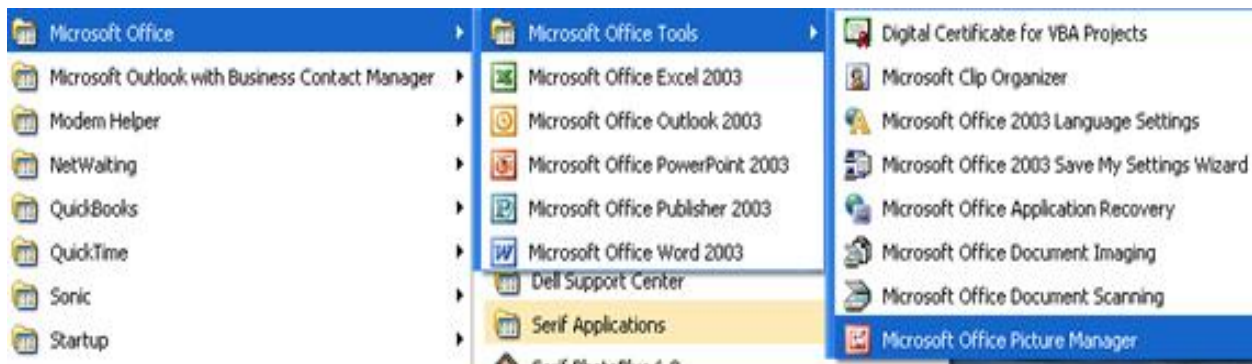 Microsoft Office
Microsoft Outlook with Business Contact Manager
Modem Helper
NetWaiting
QuickBooks
QuickTime
Sonic
Startup
Microsoft Office Tools
Microsoft Office Excel 2003
Microsoft Office Outlook 2003
Microsoft Office PowerPoint 2003
Microsoft Office Publisher 2003
Microsoft Office Word 2003
Dell Support Center
Serif Applications
Digital Certificate for VBA Projects
Microsoft Clip Organizer
Microsoft Office 2003 Language Settings
Microsoft Office 2003 Save My Settings Wizard
Microsoft Office Application Recovery
Microsoft Office Document Imaging
Microsoft Office Document Scanning
Microsoft Office Picture Manager